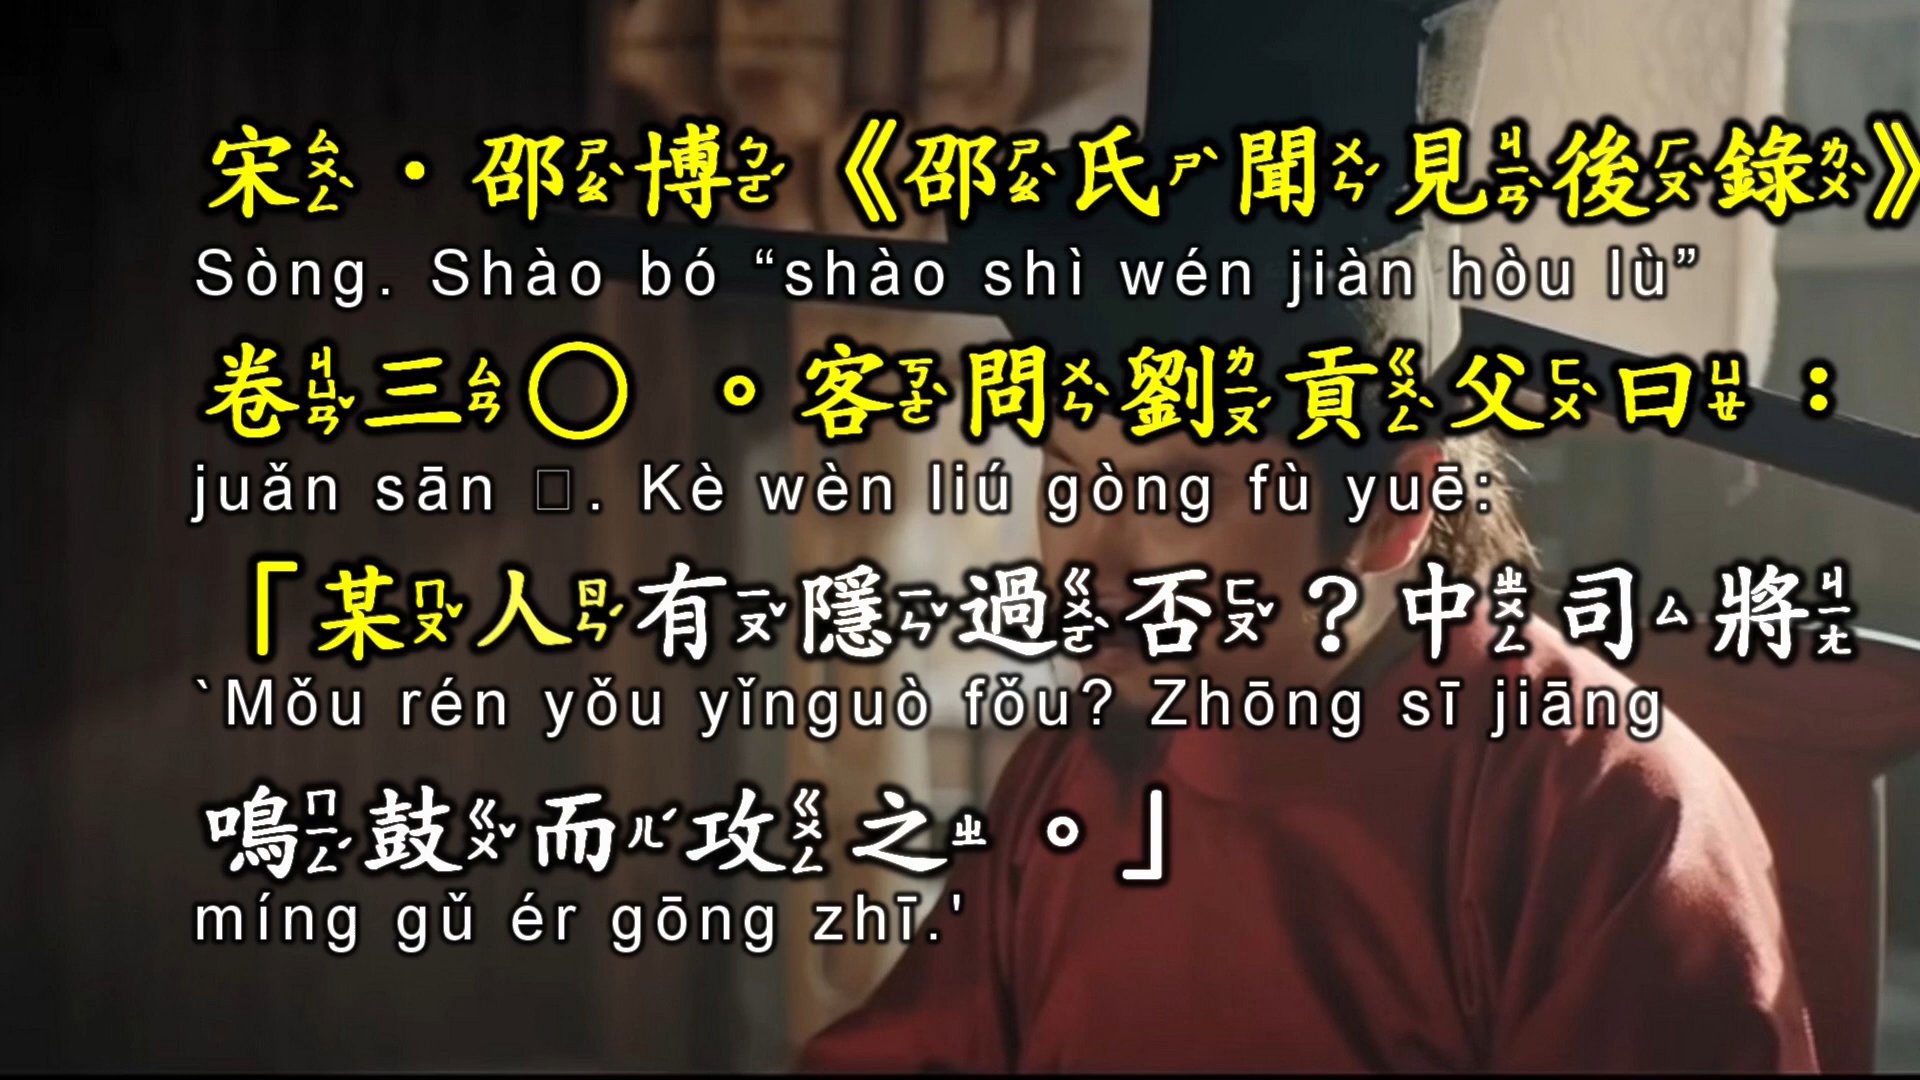 宋ㄙㄨㄥˋ·邵ㄕㄠˋ博ㄅㄛˊ《邵ㄕㄠˋ氏ㄕˋ聞ㄨㄣˊ見ㄐㄧㄢˋ後ㄏㄡˋ錄ㄌㄨˋ》
Sòng. Shào bó “shào shì wén jiàn hòu lù”
卷ㄐㄩㄢˇ三ㄙㄢ〇。客ㄎㄜˋ問ㄨㄣˋ劉ㄌㄧㄡˊ貢ㄍㄨㄥˋ父ㄈㄨˋ曰ㄩㄝ：
juǎn sān □. Kè wèn liú gòng fù yuē:
「某ㄇㄡˇ人ㄖㄣˊ有ㄧㄡˇ隱ㄧㄣˇ過ㄍㄨㄛˋ否ㄈㄡˇ？中ㄓㄨㄥ司ㄙ將ㄐㄧㄤ
`Mǒu rén yǒu yǐnguò fǒu? Zhōng sī jiāng
鳴ㄇㄧㄥˊ鼓ㄍㄨˇ而ㄦˊ攻ㄍㄨㄥ之ㄓ。」
míng gǔ ér gōng zhī.'